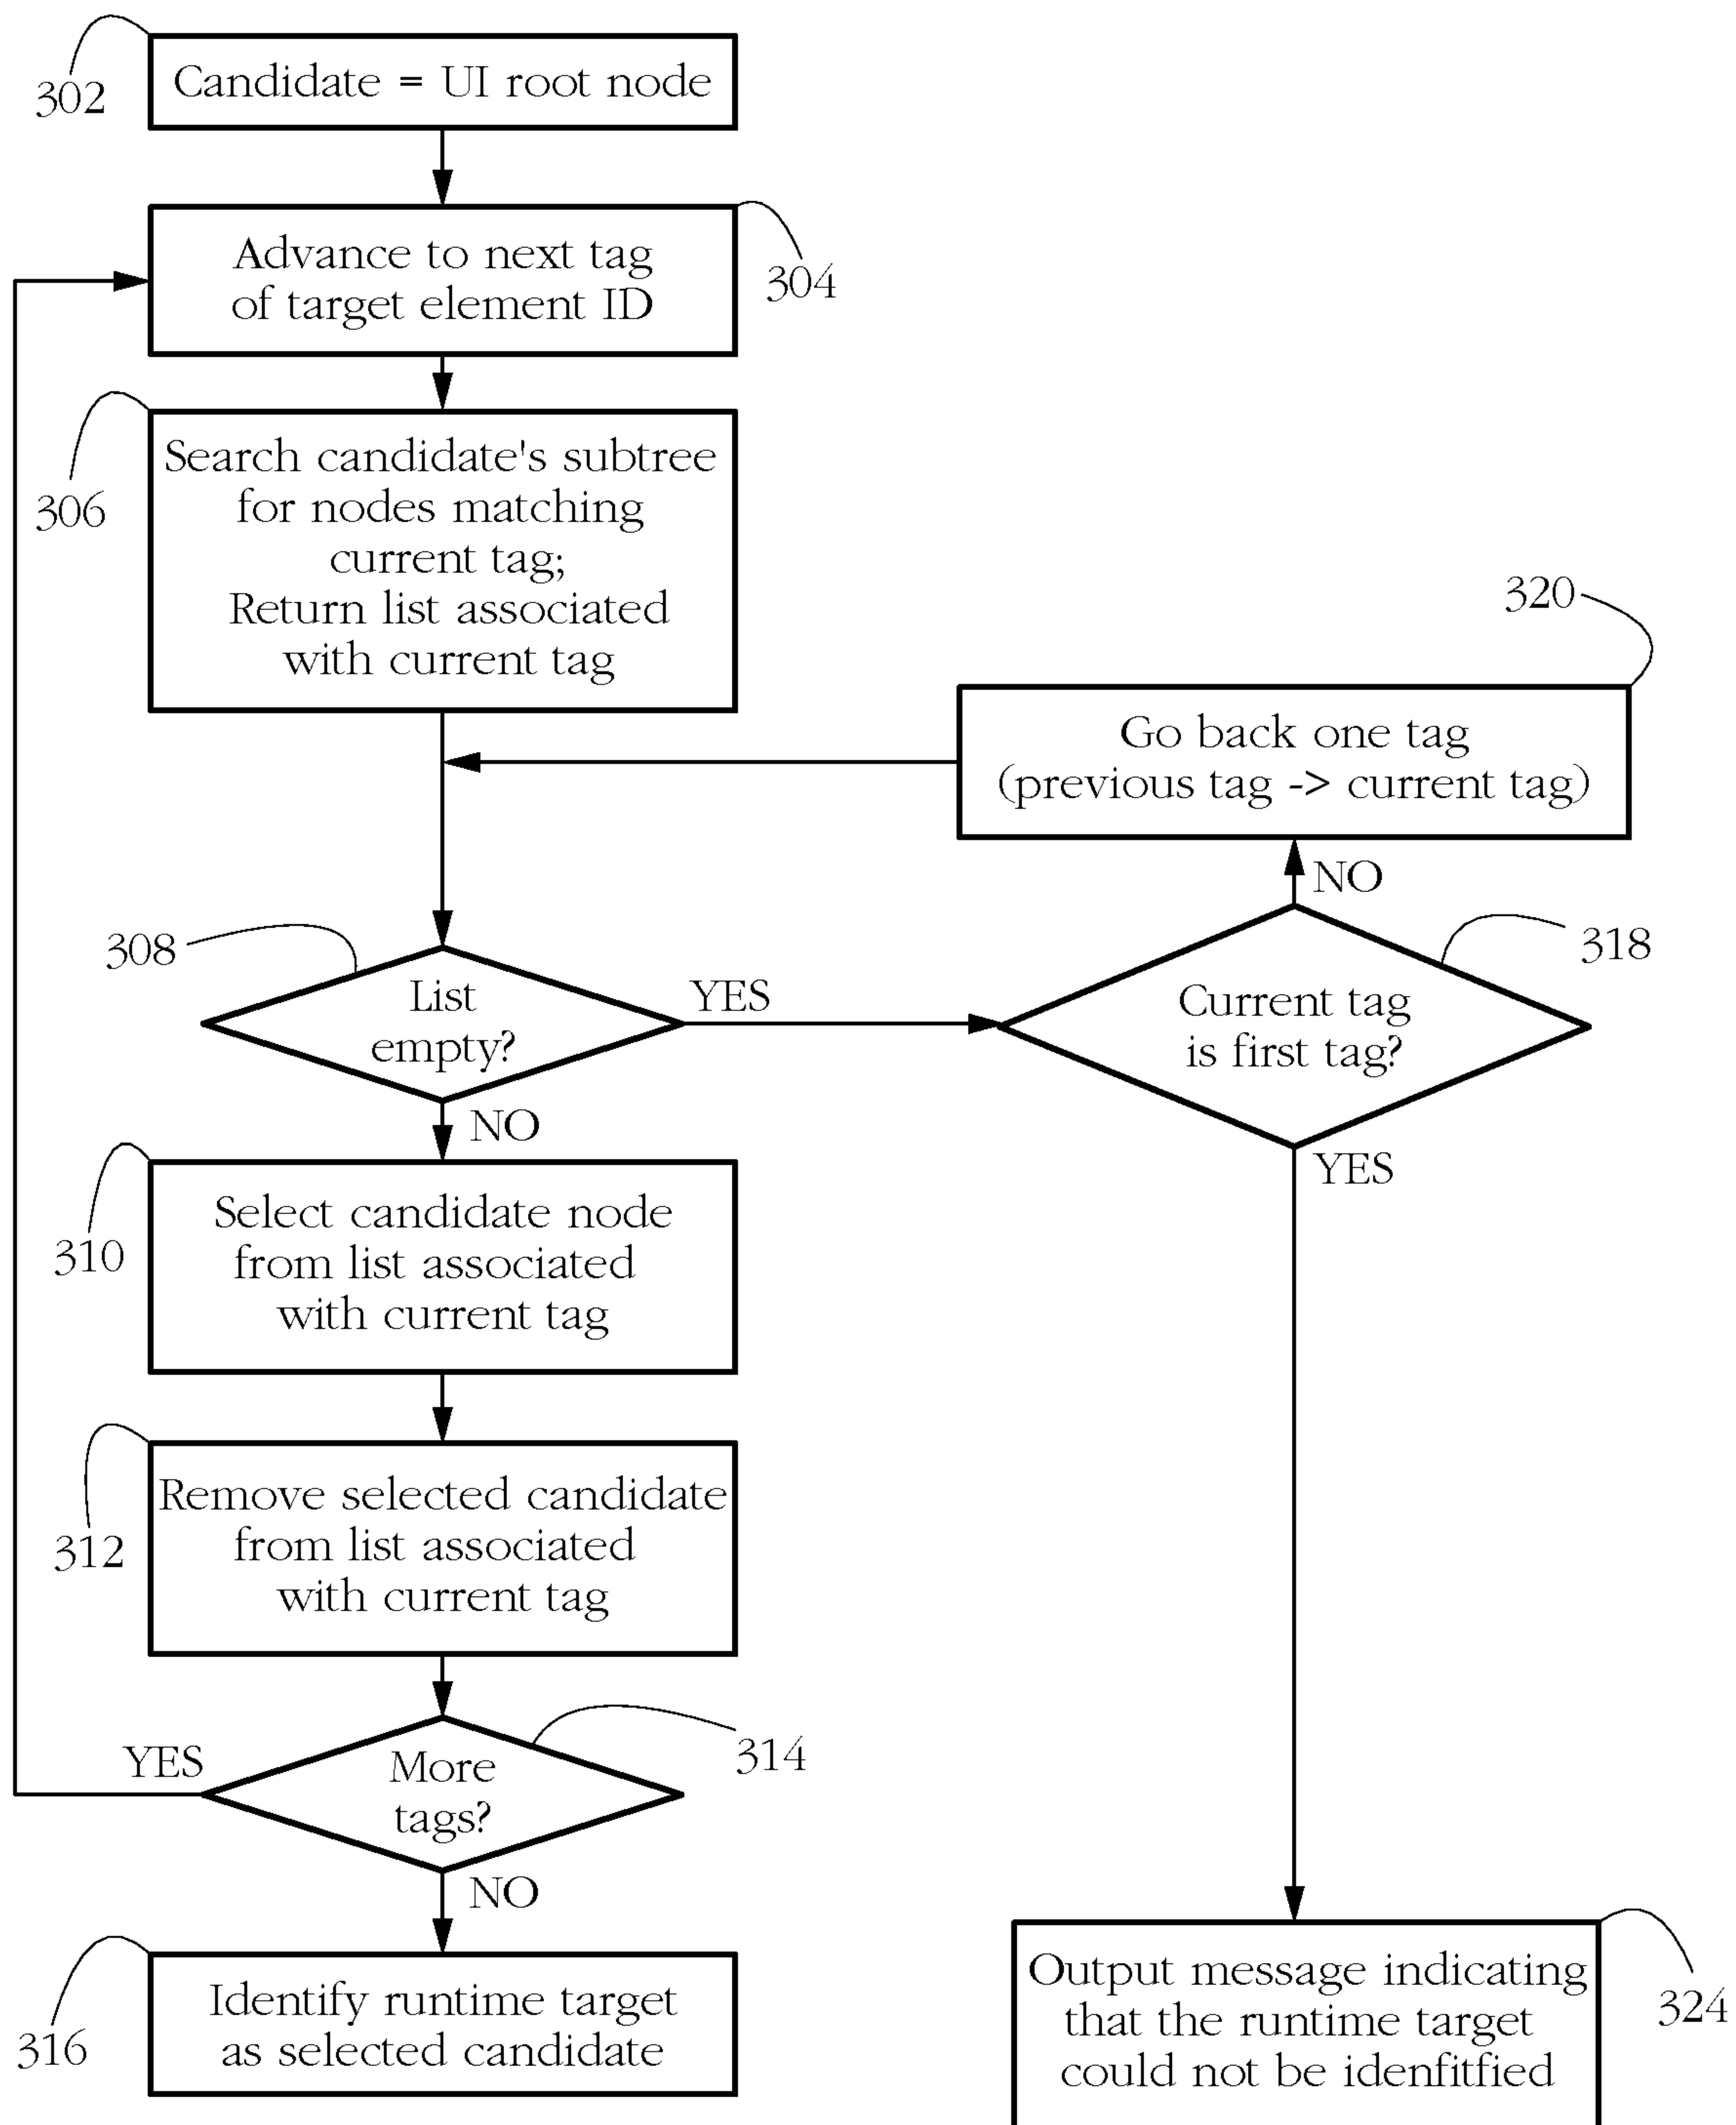 302
Candidate = UI root node
Advance to next tag
of target element ID
304
306
Search candidate's subtree
for nodes matching
current tag;
Return list associated
with current tag
320
Go back one tag
(previous tag -> current tag)
NO
308
List
empty?
YES
318
Current tag
is first tag?
NO
YES
310
Select candidate node
from list associated
with current tag
312
Remove selected candidate
from list associated
with current tag
314
More
tags?
YES
NO
316
Identify runtime target
as selected candidate
324
Output message indicating
that the runtime target
could not be idenfitfied